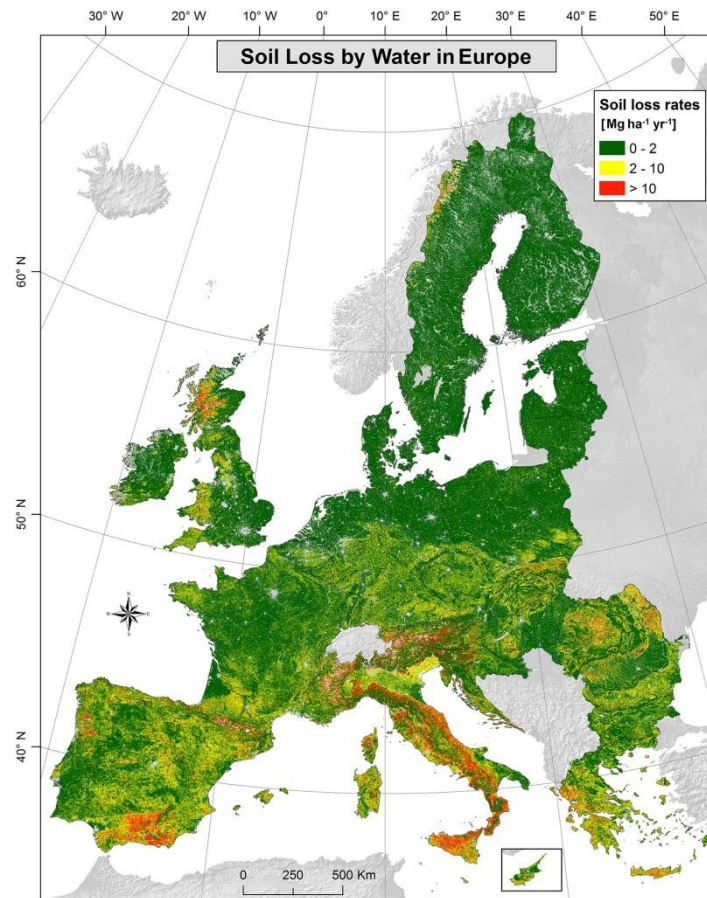 30° W 20° W 10° W 0° 10° E 20° E 30° E 40° E 50° E
Soil Loss by Water in Europe
Soil loss rates
[Mg ha⁻¹ yr⁻¹]
0 - 2
2 - 10
> 10
60° N
50° N
N
W E
S
40° N
0 250 500 Km